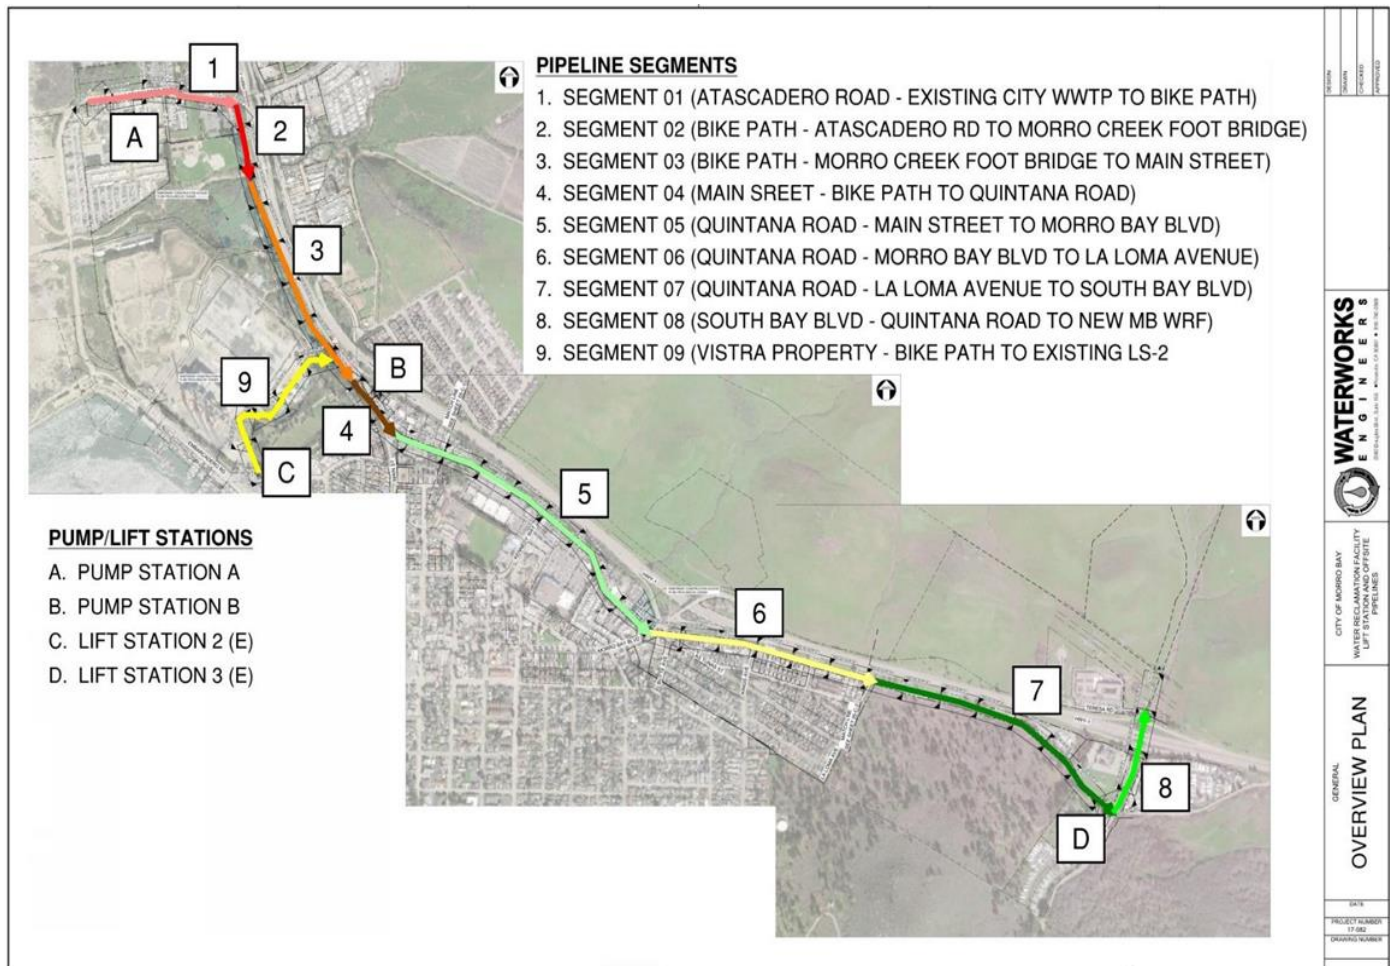 1
A
2
3
9
B
4
C
5
6
7
8
D
PIPELINE SEGMENTS
1. SEGMENT 01 (ATASCADERO ROAD - EXISTING CITY WWTP TO BIKE PATH)
2. SEGMENT 02 (BIKE PATH - ATASCADERO RD TO MORRO CREEK FOOT BRIDGE)
3. SEGMENT 03 (BIKE PATH - MORRO CREEK FOOT BRIDGE TO MAIN STREET)
4. SEGMENT 04 (MAIN SREET - BIKE PATH TO QUINTANA ROAD)
5. SEGMENT 05 (QUINTANA ROAD - MAIN STREET TO MORRO BAY BLVD)
6. SEGMENT 06 (QUINTANA ROAD - MORRO BAY BLVD TO LA LOMA AVENUE)
7. SEGMENT 07 (QUINTANA ROAD - LA LOMA AVENUE TO SOUTH BAY BLVD)
8. SEGMENT 08 (SOUTH BAY BLVD - QUINTANA ROAD TO NEW MB WRF)
9. SEGMENT 09 (VISTRA PROPERTY - BIKE PATH TO EXISTING LS-2
PUMP/LIFT STATIONS
A. PUMP STATION A
B. PUMP STATION B
C. LIFT STATION 2 (E)
D. LIFT STATION 3 (E)
TERESA RD
DESIGN
DRAWN
CHECKED
APPROVED
WATERWORKS
ENGINEERS
CITY OF MORRO BAY
WATER RECLAMATION FACILITY
LIFT STATION AND OFFSITE
PIPELINES
GENERAL
OVERVIEW PLAN
DATE
PROJECT NUMBER
17-082
DRAWING NUMBER